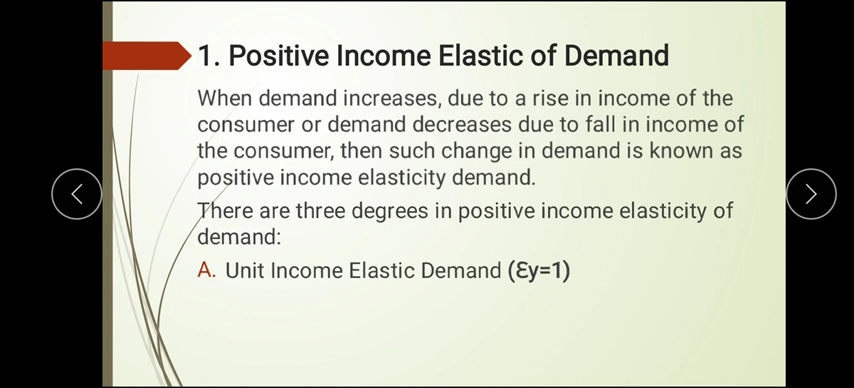 1. Positive Income Elastic of Demand
When demand increases, due to a rise in income of the
consumer or demand decreases due to fall in income of
the consumer, then such change in demand is known as
positive income elasticity demand.
There are three degrees in positive income elasticity of
demand:
A. Unit Income Elastic Demand (Ɛy=1)